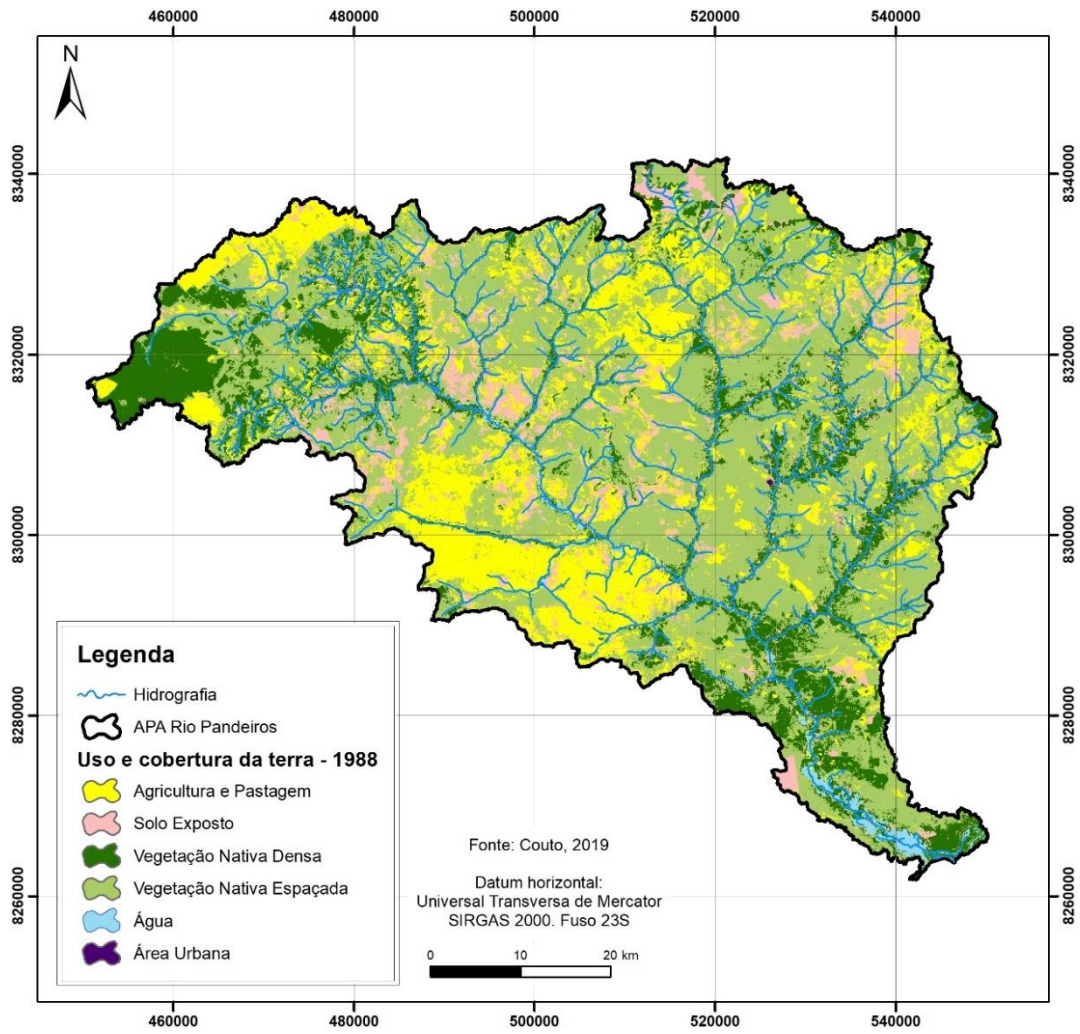 460000 480000 500000 520000 540000
N
8340000 8340000
8320000 8320000
8300000 8300000
8280000 8280000
8260000 8260000
Legenda
Hidrografia
APA Rio Pandeiros
Uso e cobertura da terra - 1988
Agricultura e Pastagem
Solo Exposto
Vegetação Nativa Densa
Vegetação Nativa Espaçada
Água
Área Urbana
Fonte: Couto, 2019
Datum horizontal:
Universal Transversa de Mercator
SIRGAS 2000. Fuso 23S
0 10 20 km
460000 480000 500000 520000 540000